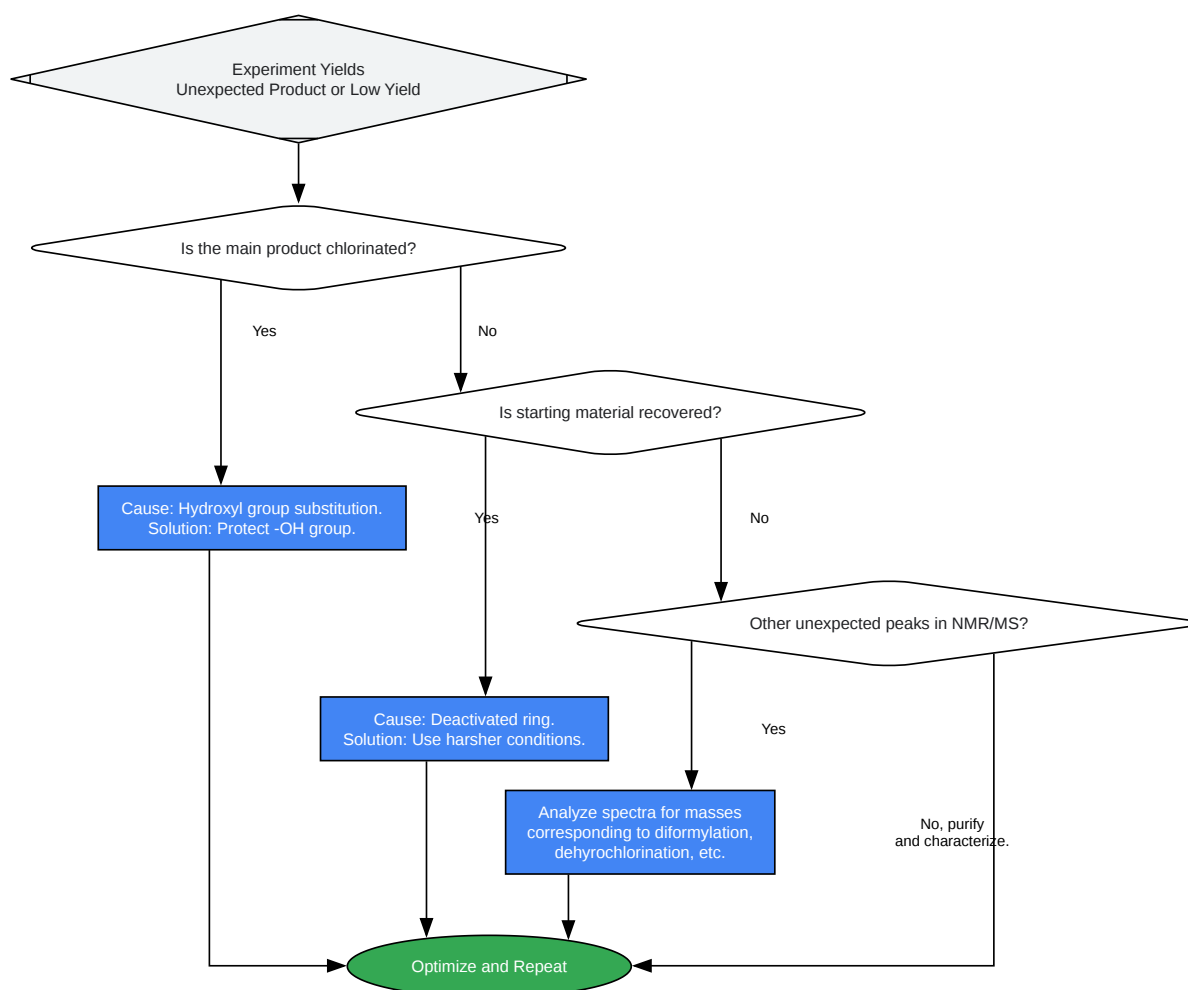 Experiment Yields
Unexpected Product or Low Yield
Is the main product chlorinated?
Yes
No
Is starting material recovered?
Cause: Hydroxyl group substitution.
Solution: Protect -OH group.
Yes
No
Other unexpected peaks in NMR/MS?
Cause: Deactivated ring.
Solution: Use harsher conditions.
Yes
Analyze spectra for masses
corresponding to diformylation,
dehyrochlorination, etc.
No, purify
and characterize.
Optimize and Repeat